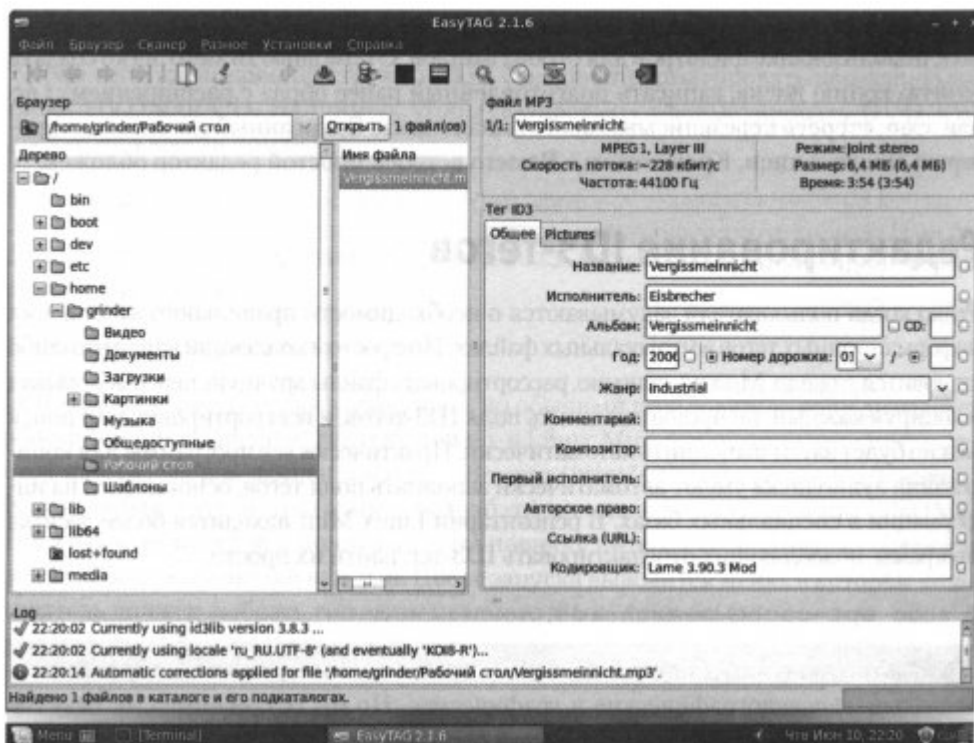 EasyTAG 2.1.6
Файл Браузер Сканер Разное Установки Справка
Браузер
/home/grinder/Рабочий стол Открыть 1 файл(ов)
Дерево
/
bin
boot
dev
etc
home
grinder
Видео
Документы
Загрузки
Картинки
Музыка
Общедоступные
Рабочий стол
Шаблоны
lib
lib64
lost+found
media
Имя файла
Vergissmeinnicht.m
файл MP3
1/1: Vergissmeinnicht
MPEG 1, Layer III Режим: Joint stereo
Скорость потока: ~228 кбит/с Размер: 6,4 МБ (6,4 МБ)
Частота: 44100 Гц Время: 3:54 (3:54)
Тег ID3
Общее Pictures
Название: Vergissmeinnicht
Исполнитель: Eisbrecher
Альбом: Vergissmeinnicht CD:
Год: 2006 Номер дорожки: 01 /
Жанр: Industrial
Комментарий:
Композитор:
Первый исполнитель:
Авторское право:
Ссылка (URL):
Кодировщик: Lame 3.90.3 Mod
Log
22:20:02 Currently using id3lib version 3.8.3 ...
22:20:02 Currently using locale 'ru_RU.UTF-8' (and eventually 'KOI8-R')...
22:20:14 Automatic corrections applied for file '/home/grinder/Рабочий стол/Vergissmeinnicht.mp3'.
Найдено 1 файлов в каталоге и его подкаталогах.
Menu [Terminal] EasyTAG 2.1.6 Чтв Июн 10, 22:20